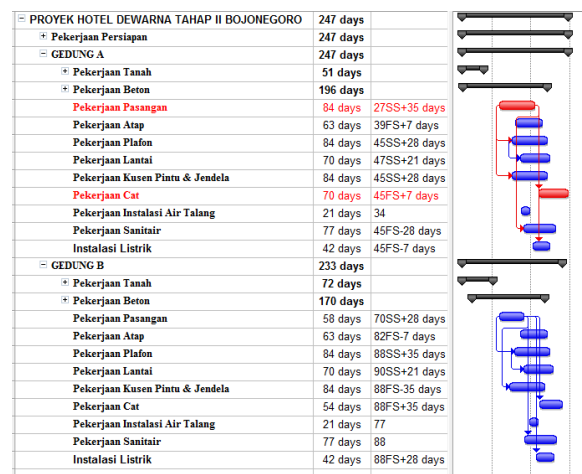 PROYEK HOTEL DEWARNA TAHAP II BOJONEGORO 247 days
Pekerjaan Persiapan 247 days
GEDUNG A 247 days
Pekerjaan Tanah 51 days
Pekerjaan Beton 196 days
Pekerjaan Pasangan 84 days 27SS+35 days
Pekerjaan Atap 63 days 39FS+7 days
Pekerjaan Plafon 84 days 45SS+28 days
Pekerjaan Lantai 70 days 47SS+21 days
Pekerjaan Kusen Pintu & Jendela 84 days 45SS+28 days
Pekerjaan Cat 70 days 45FS+7 days
Pekerjaan Instalasi Air Talang 21 days 34
Pekerjaan Sanitair 77 days 45FS-28 days
Instalasi Listrik 42 days 45FS-7 days
GEDUNG B 233 days
Pekerjaan Tanah 72 days
Pekerjaan Beton 170 days
Pekerjaan Pasangan 58 days 70SS+28 days
Pekerjaan Atap 63 days 82FS-7 days
Pekerjaan Plafon 84 days 88SS+35 days
Pekerjaan Lantai 70 days 90SS+21 days
Pekerjaan Kusen Pintu & Jendela 84 days 88FS-35 days
Pekerjaan Cat 54 days 88FS+35 days
Pekerjaan Instalasi Air Talang 21 days 77
Pekerjaan Sanitair 77 days 88
Instalasi Listrik 42 days 88FS+28 days